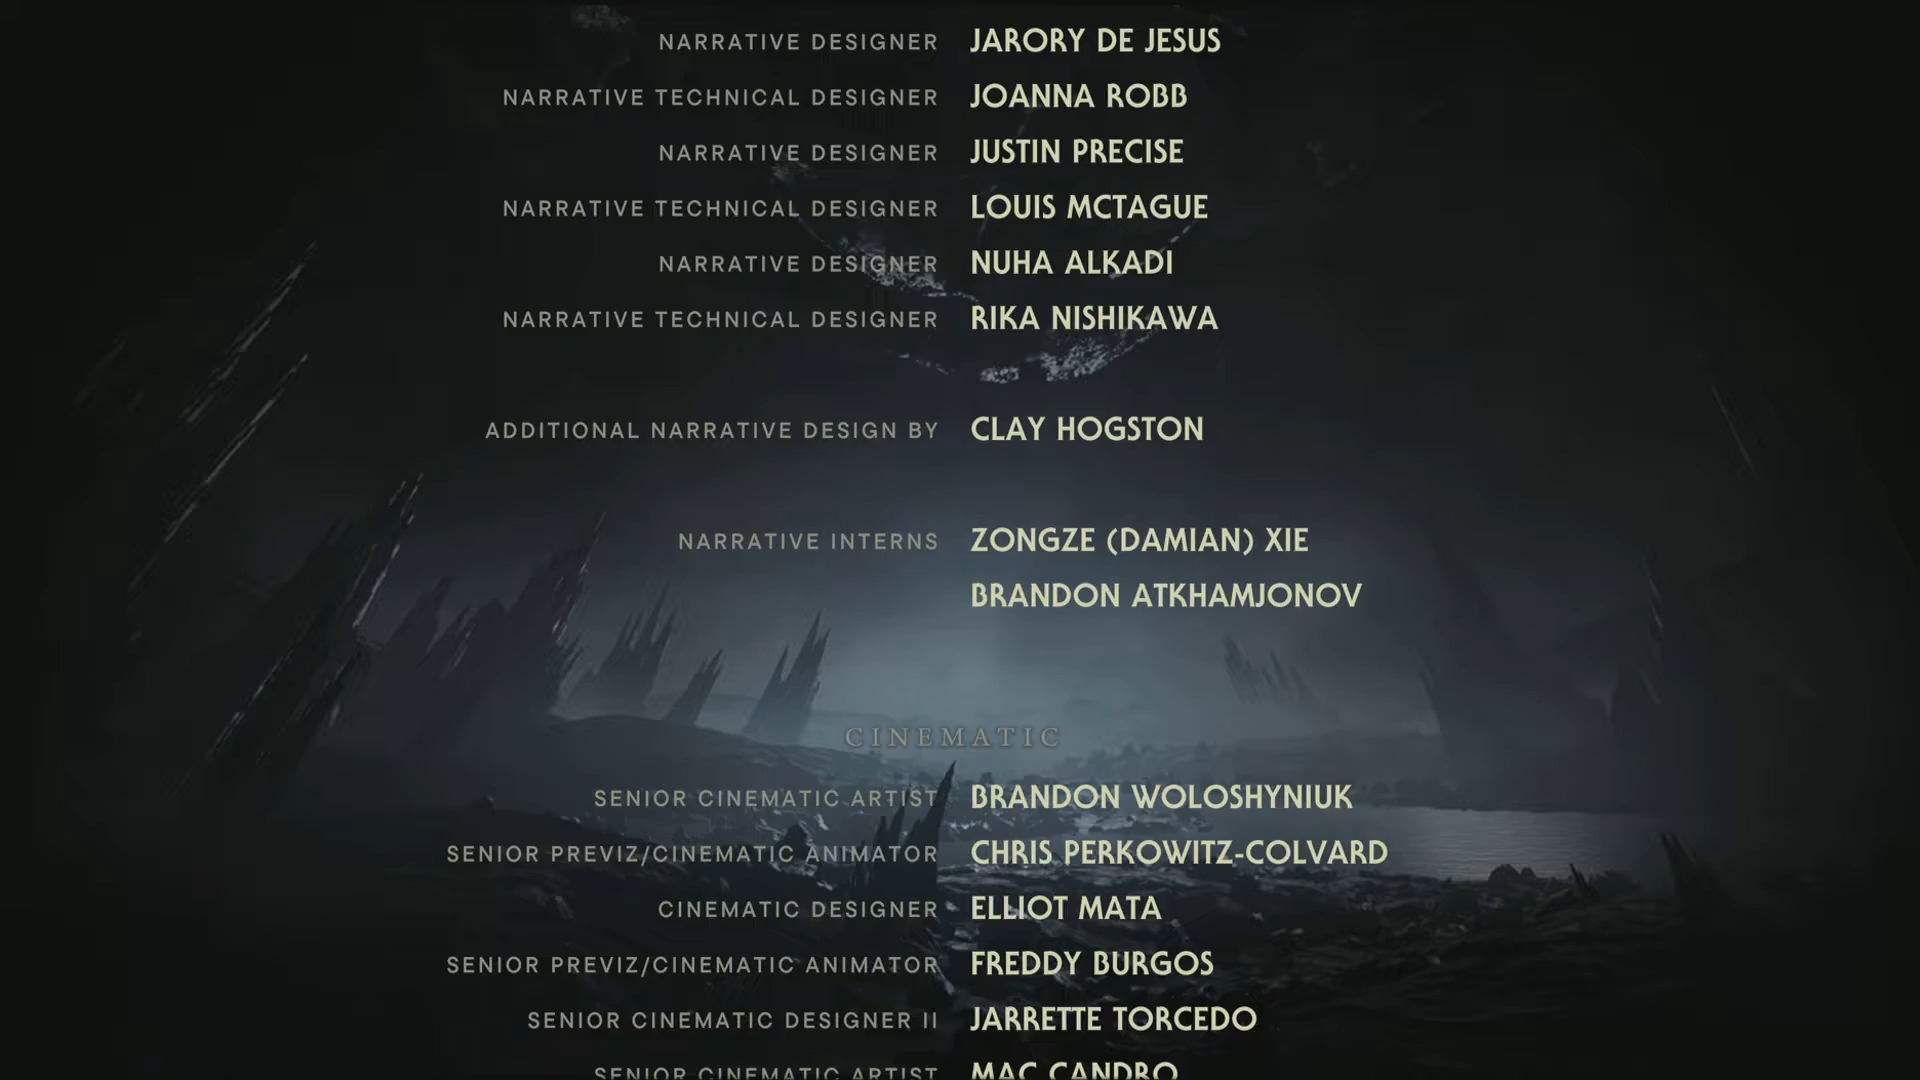 NARRATIVE DESIGNER JARORY DE JESUS
NARRATIVE TECHNICAL DESIGNER JOANNA ROBB
NARRATIVE DESIGNER JUSTIN PRECISE
NARRATIVE TECHNICAL DESIGNER LOUIS MCTAGUE
NARRATIVE DESIGNER NUHA ALKADI
NARRATIVE TECHNICAL DESIGNER RIKA NISHIKAWA
ADDITIONAL NARRATIVE DESIGN BY CLAY HOGSTON
NARRATIVE INTERNS ZONGZE (DAMIAN) XIE
BRANDON ATKHAMJONOV
CINEMATIC
SENIOR CINEMATIC ARTIST BRANDON WOLOSHYNIUK
SENIOR PREVIZ/CINEMATIC ANIMATOR CHRIS PERKOWITZ-COLVARD
CINEMATIC DESIGNER ELLIOT MATA
SENIOR PREVIZ/CINEMATIC ANIMATOR FREDDY BURGOS
SENIOR CINEMATIC DESIGNER II JARRETTE TORCEDO
SENIOR CINEMATIC ARTIST MAC CANDRO